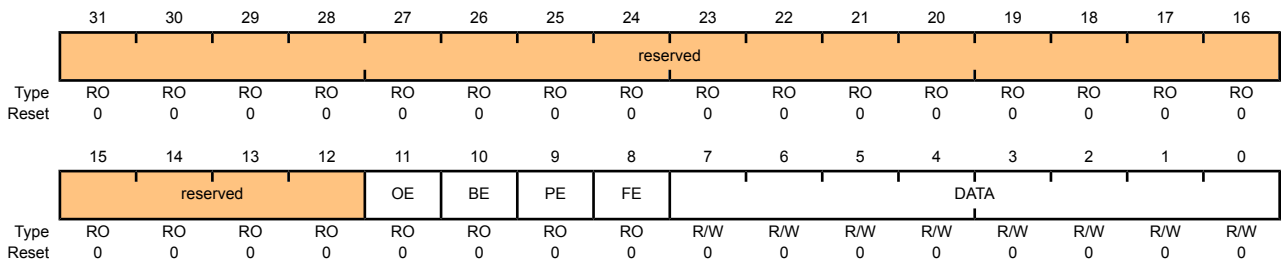 31 30 29 28 27 26 25 24 23 22 21 20 19 18 17 16
reserved
Type RO RO RO RO RO RO RO RO RO RO RO RO RO RO RO RO
Reset 0 0 0 0 0 0 0 0 0 0 0 0 0 0 0 0
15 14 13 12 11 10 9 8 7 6 5 4 3 2 1 0
reserved OE BE PE FE DATA
Type RO RO RO RO RO RO RO RO R/W R/W R/W R/W R/W R/W R/W R/W
Reset 0 0 0 0 0 0 0 0 0 0 0 0 0 0 0 0